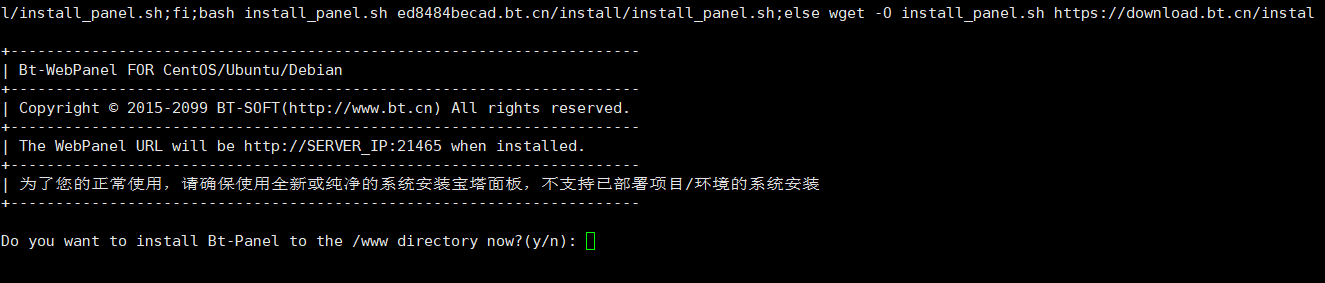 l/install_panel.sh;fi;bash install_panel.sh ed8484becad.bt.cn/install/install_panel.sh;else wget -O install_panel.sh https://download.bt.cn/instal
+----------------------------------------------------------------------
| Bt-WebPanel FOR CentOS/Ubuntu/Debian
+----------------------------------------------------------------------
| Copyright © 2015-2099 BT-SOFT(http://www.bt.cn) All rights reserved.
+----------------------------------------------------------------------
| The WebPanel URL will be http://SERVER_IP:21465 when installed.
+----------------------------------------------------------------------
| 为了您的正常使用，请确保使用全新或纯净的系统安装宝塔面板，不支持已部署项目/环境的系统安装
+----------------------------------------------------------------------
Do you want to install Bt-Panel to the /www directory now?(y/n):